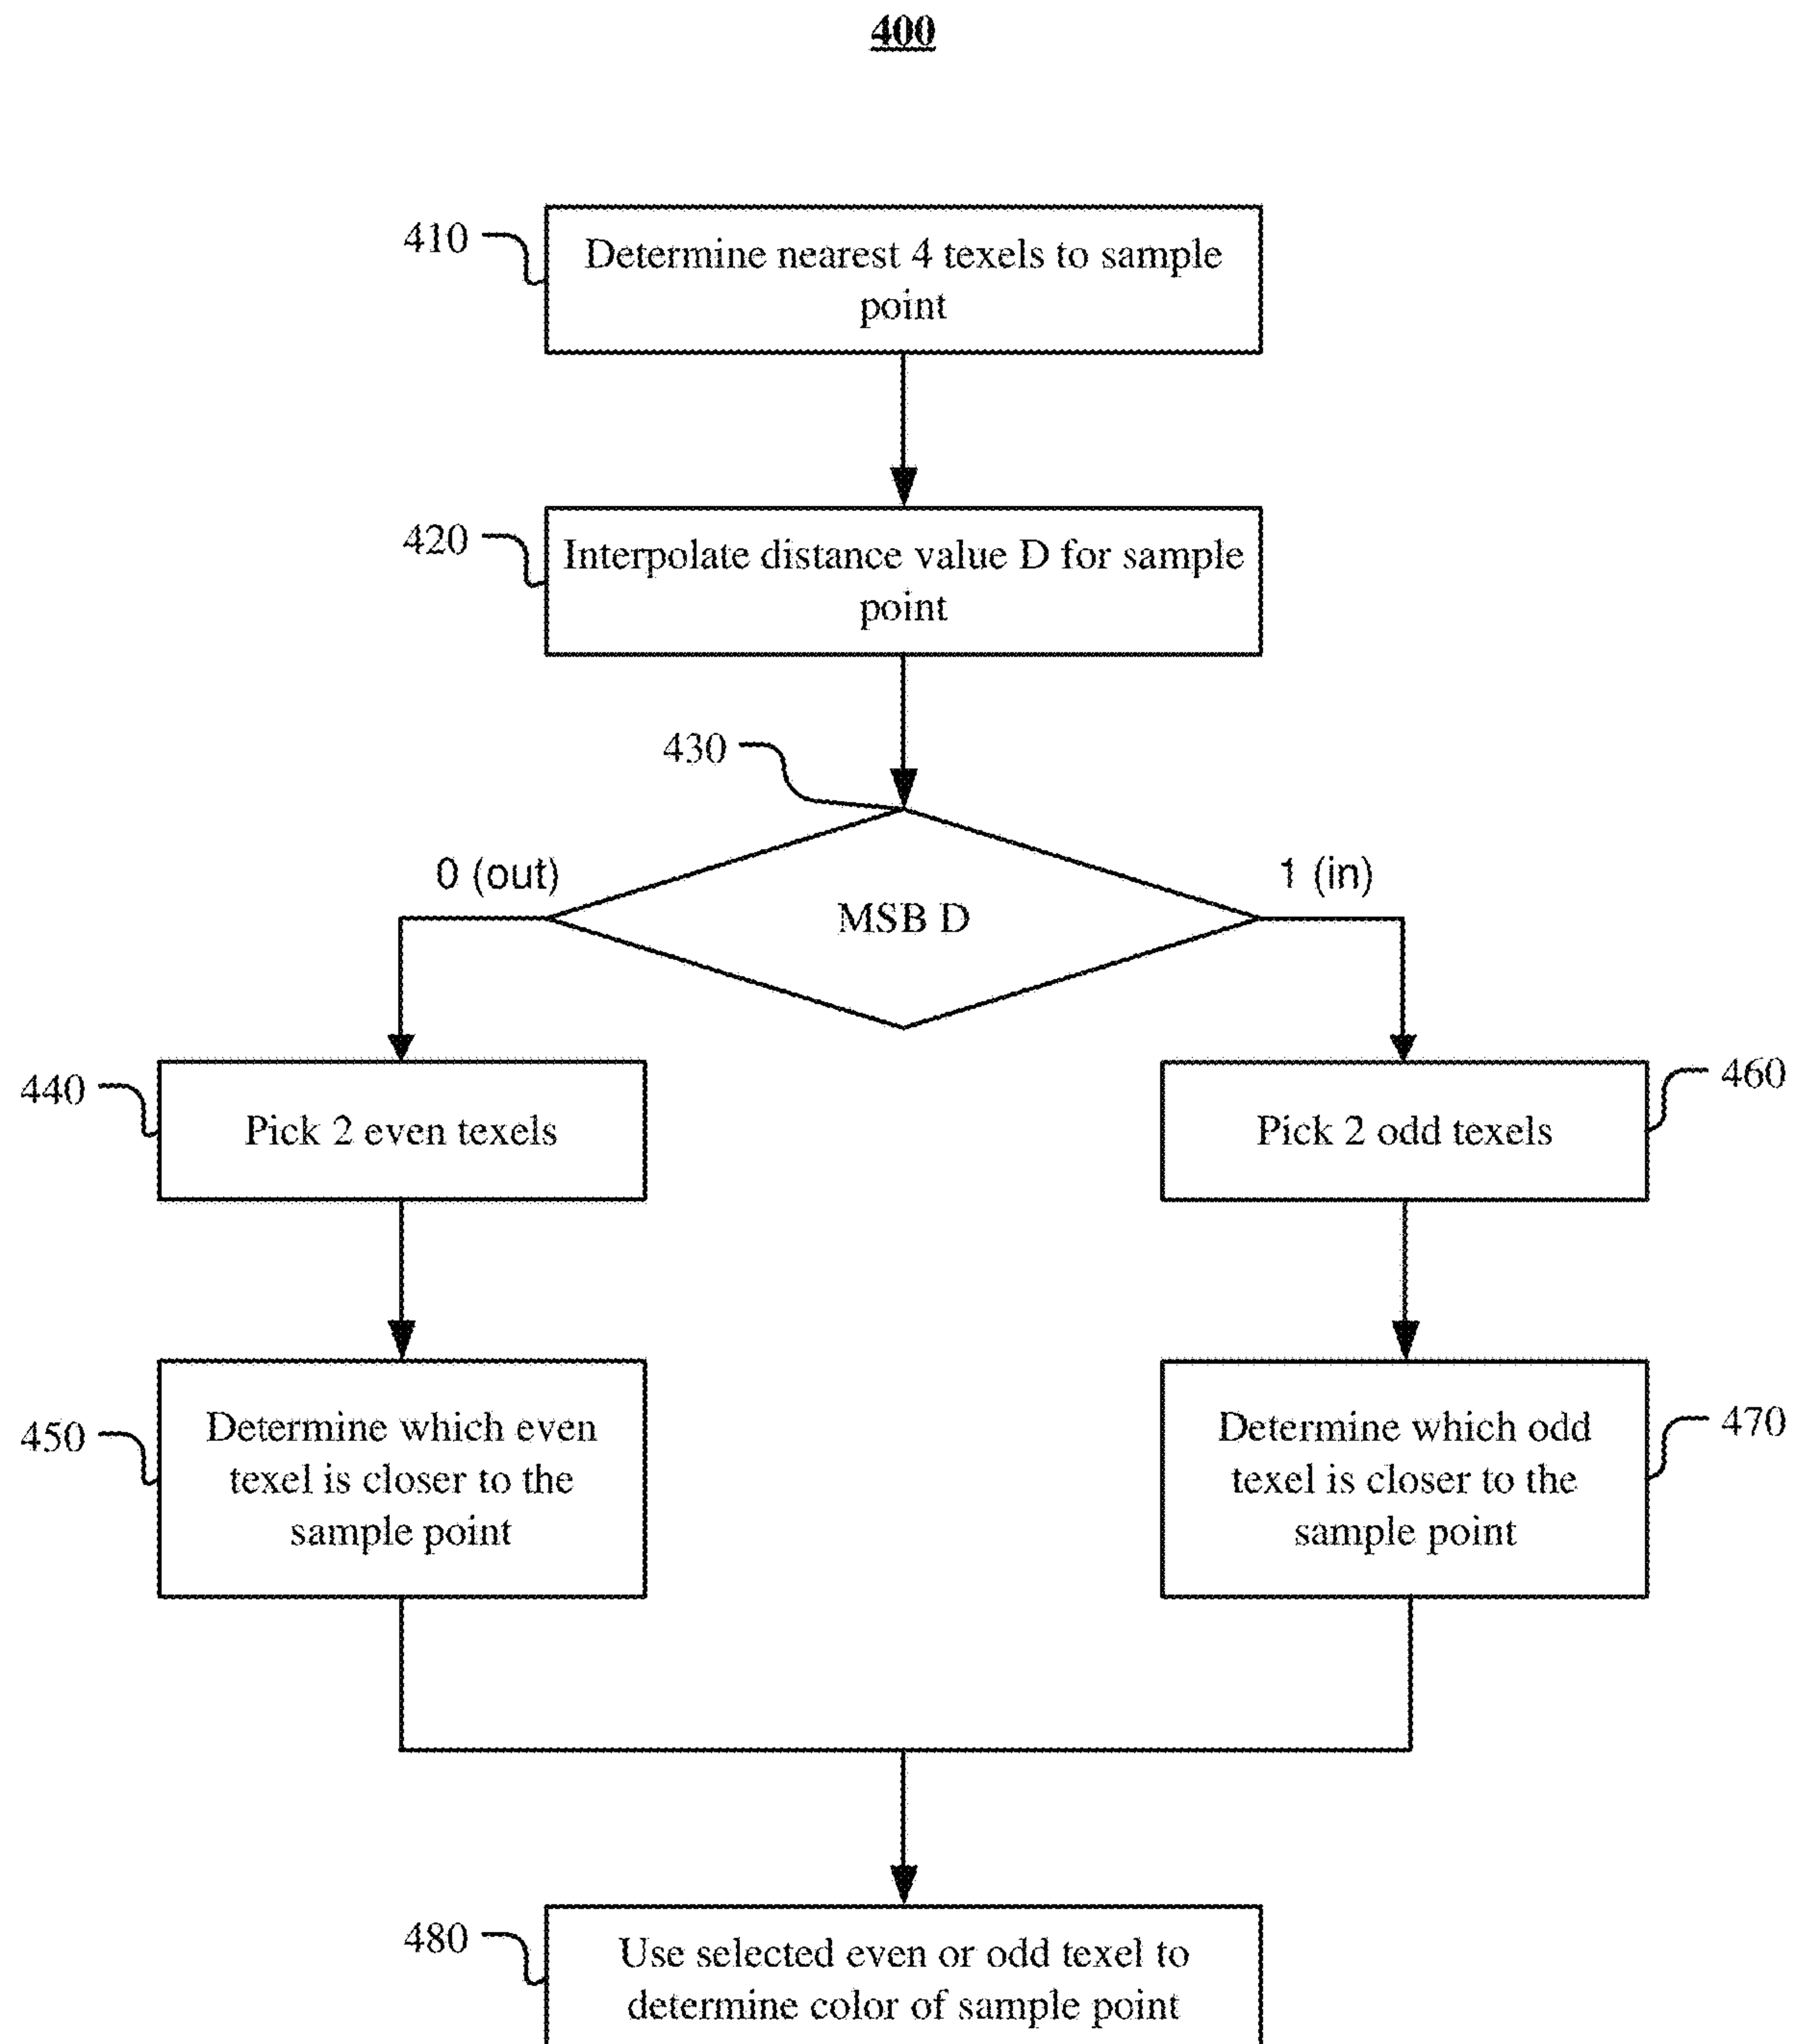 400
410
Determine nearest 4 texels to sample
point
420
Interpolate distance value D for sample
point
430
0 (out)
1 (in)
MSB D
440
Pick 2 even texels
460
Pick 2 odd texels
450
Determine which even
texel is closer to the
sample point
470
Determine which odd
texel is closer to the
sample point
480
Use selected even or odd texel to
determine color of sample point